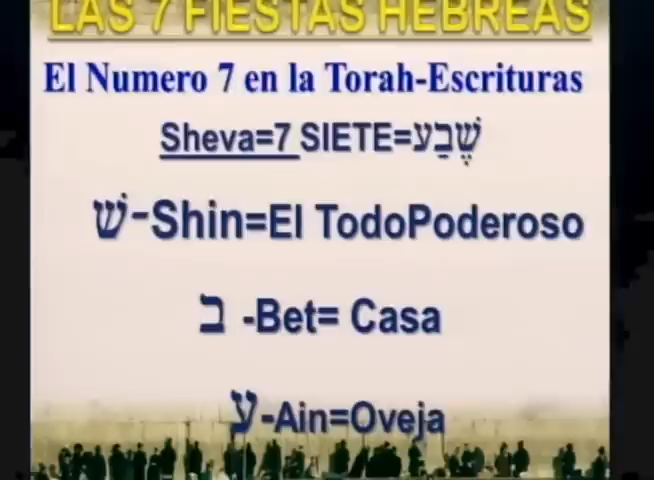 LAS 7 FIESTAS HEBREAS
El Numero 7 en la Torah-Escrituras
Sheva=7 SIETE=שֶׁבַע
שׁ-Shin=El TodoPoderoso
ב -Bet= Casa
ע-Ain=Oveja